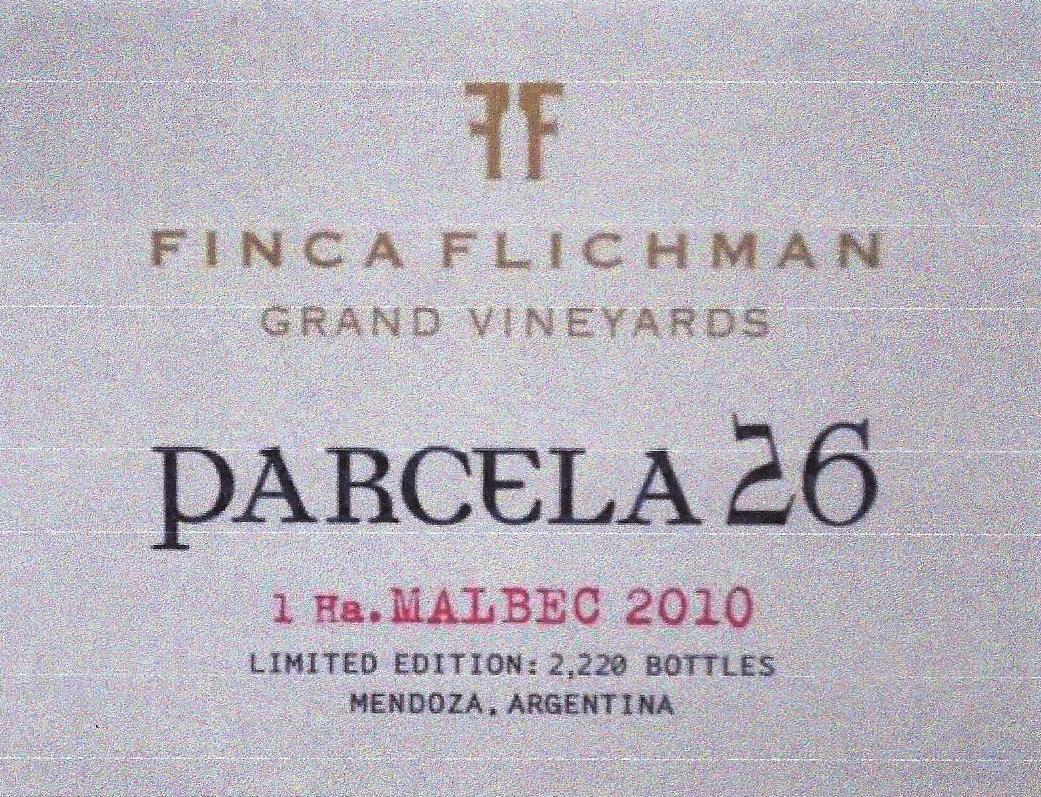 FINCA FLICHMAN
GRAND VINEYARDS
PARCELA 26
1 Ha.MALBEC 2010
LIMITED EDITION: 2,220 BOTTLES
MENDOZA, ARGENTINA